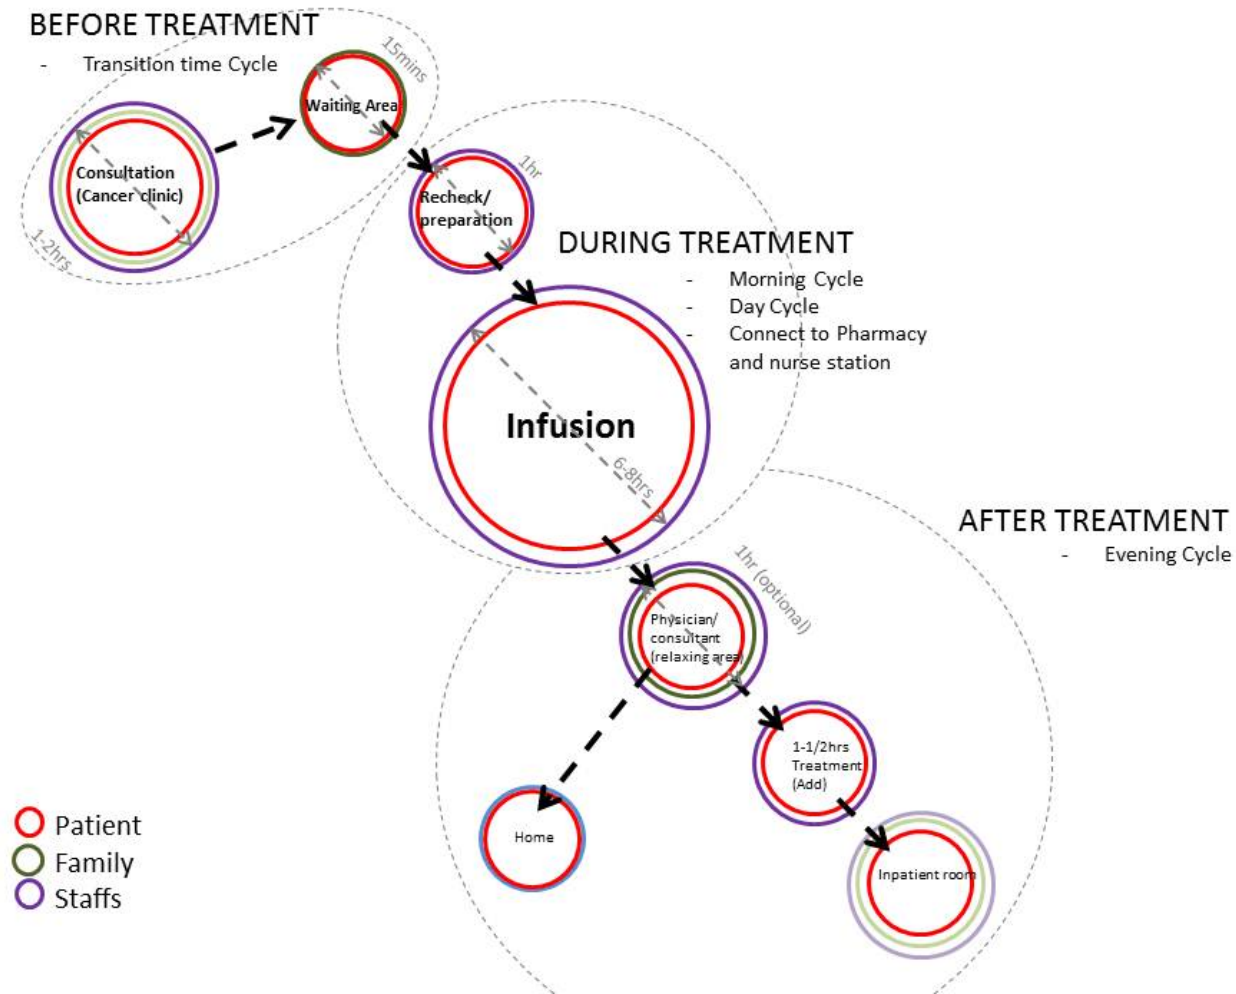 BEFORE TREATMENT
- Transition time Cycle
15mins
Waiting Area
Consultation
(Cancer clinic)
1-2hrs
1hr
Recheck/
preparation
DURING TREATMENT
- Morning Cycle
- Day Cycle
- Connect to Pharmacy
and nurse station
Infusion
6-8hrs
AFTER TREATMENT
- Evening Cycle
1hr (optional)
Physician/
consultant
(relaxing area)
1-1/2hrs
Treatment
(Add)
Home
Inpatient room
Patient
Family
Staffs